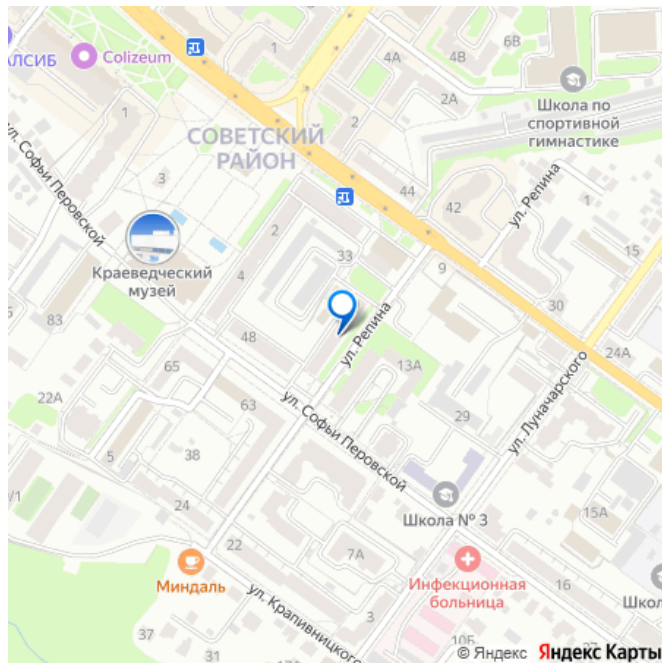 6В
4В
4А
АЛСИБ
Colizeum
2А
Школа по
спортивной
гимнастике
1
2
СОВЕТСКИЙ
РАЙОН
ул. Софьи Перовской
3
44
42
ул. Репина
1
2
Краеведческий
музей
33
9
15
4
5
83
30
48
ул. Репина
13А
24А
65
22А
63
ул. Софьи Перовской
29
ул. Луначарского
5
38
/1
24
Школа № 3
15А
22
7А
Миндаль
Инфекционная
больница
16
Школ
ул. Крапивницкого
3
37
31
10Б
© Яндекс Яндекс Карты